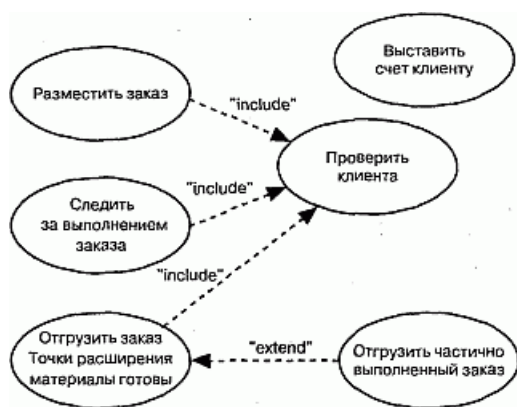 Выставить
счет клиенту
Разместить заказ
"include"
Проверить
клиента
"include"
Следить
за выполнением
заказа
"include"
Отгрузить заказ
Точки расширения
материалы готовы
"extend"
Отгрузить частично
выполненный заказ